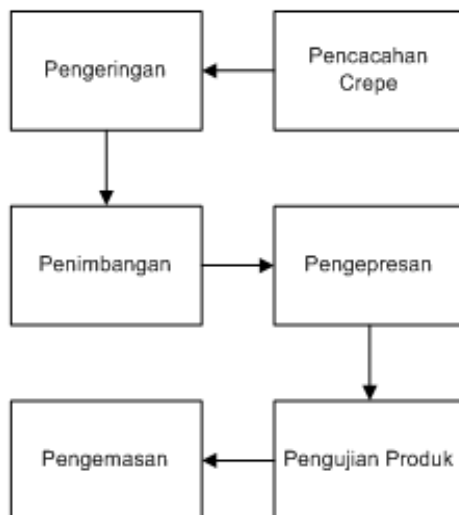 Pengeringan
Pencacahan
Crepe
Penimbangan
Pengepresan
Pengemasan
Pengujian Produk